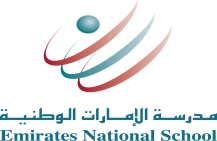 مدرسة الإمارات الوطنية
Emirates National School